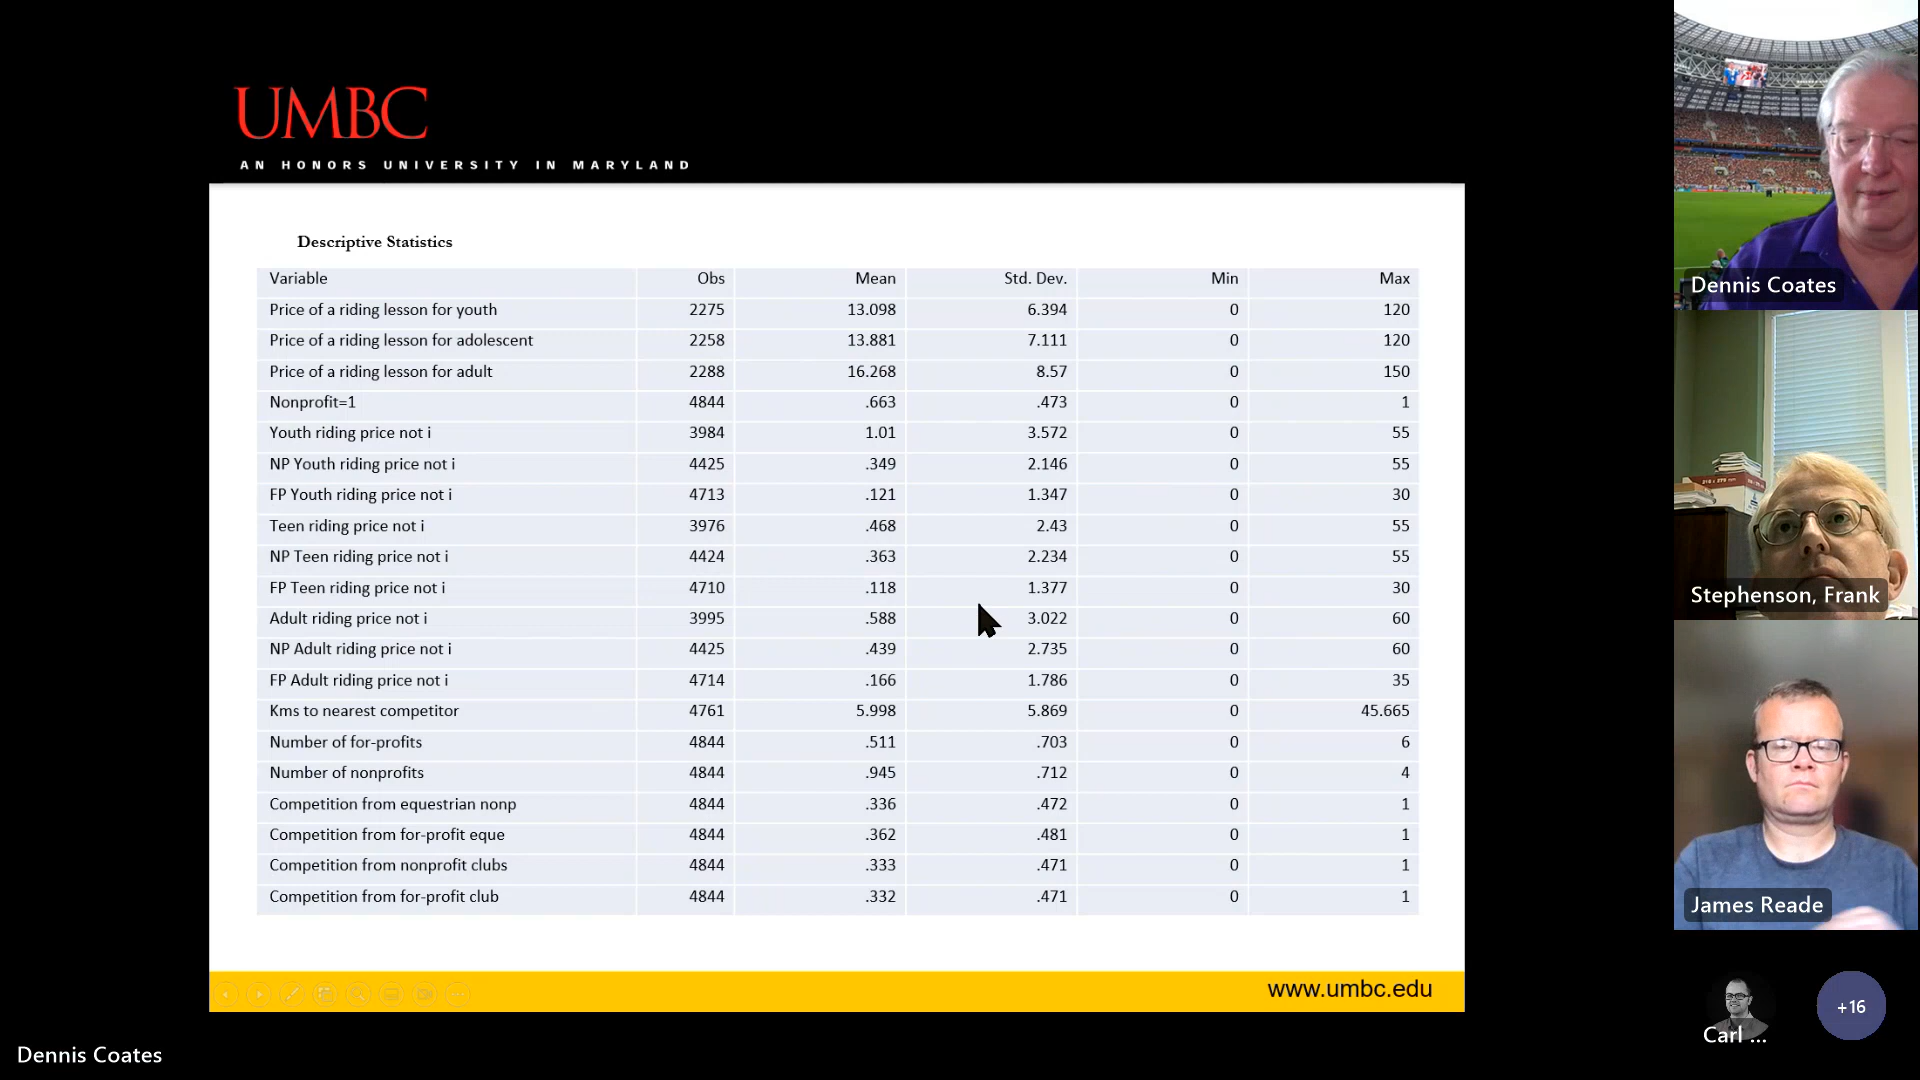 UMBC
AN HONORS UNIVERSITY IN MARYLAND
Descriptive Statistics
Variable Obs Mean Std. Dev. Min Max
Price of a riding lesson for youth 2275 13.098 6.394 0 120
Price of a riding lesson for adolescent 2258 13.881 7.111 0 120
Price of a riding lesson for adult 2288 16.268 8.57 0 150
Nonprofit=1 4844 .663 .473 0 1
Youth riding price not i 3984 1.01 3.572 0 55
NP Youth riding price not i 4425 .349 2.146 0 55
FP Youth riding price not i 4713 .121 1.347 0 30
Teen riding price not i 3976 .468 2.43 0 55
NP Teen riding price not i 4424 .363 2.234 0 55
FP Teen riding price not i 4710 .118 1.377 0 30
Adult riding price not i 3995 .588 3.022 0 60
NP Adult riding price not i 4425 .439 2.735 0 60
FP Adult riding price not i 4714 .166 1.786 0 35
Kms to nearest competitor 4761 5.998 5.869 0 45.665
Number of for-profits 4844 .511 .703 0 6
Number of nonprofits 4844 .945 .712 0 4
Competition from equestrian nonp 4844 .336 .472 0 1
Competition from for-profit eque 4844 .362 .481 0 1
Competition from nonprofit clubs 4844 .333 .471 0 1
Competition from for-profit club 4844 .332 .471 0 1
www.umbc.edu
Dennis Coates
Dennis Coates
Stephenson, Frank
James Reade
Carl ...
+16